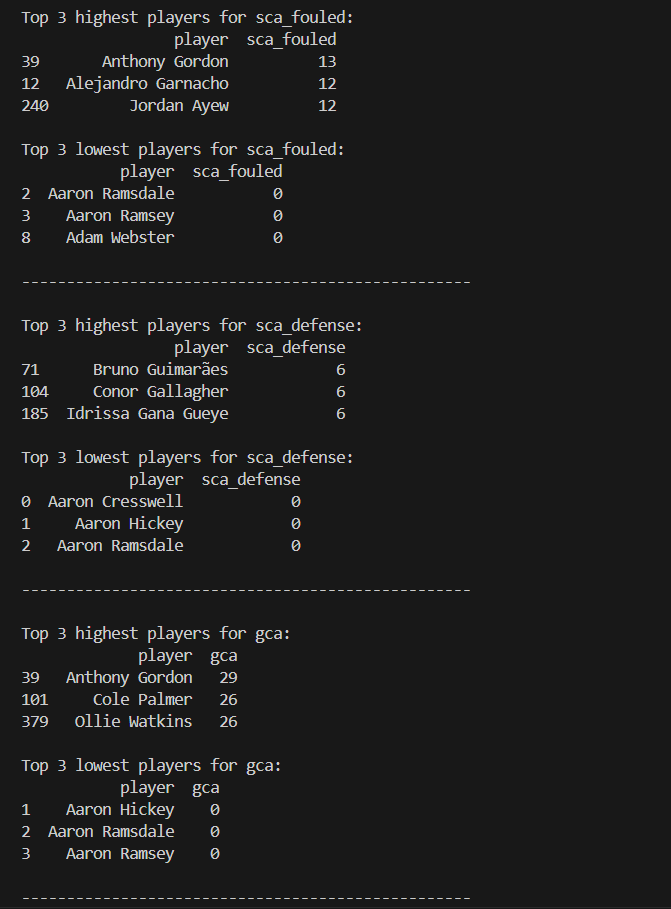 Top 3 highest players for sca_fouled:
player sca_fouled
39 Anthony Gordon 13
12 Alejandro Garnacho 12
240 Jordan Ayew 12
Top 3 lowest players for sca_fouled:
player sca_fouled
2 Aaron Ramsdale 0
3 Aaron Ramsey 0
8 Adam Webster 0
--------------------------------------------------
Top 3 highest players for sca_defense:
player sca_defense
71 Bruno Guimarães 6
104 Conor Gallagher 6
185 Idrissa Gana Gueye 6
Top 3 lowest players for sca_defense:
player sca_defense
0 Aaron Cresswell 0
1 Aaron Hickey 0
2 Aaron Ramsdale 0
--------------------------------------------------
Top 3 highest players for gca:
player gca
39 Anthony Gordon 29
101 Cole Palmer 26
379 Ollie Watkins 26
Top 3 lowest players for gca:
player gca
1 Aaron Hickey 0
2 Aaron Ramsdale 0
3 Aaron Ramsey 0
--------------------------------------------------